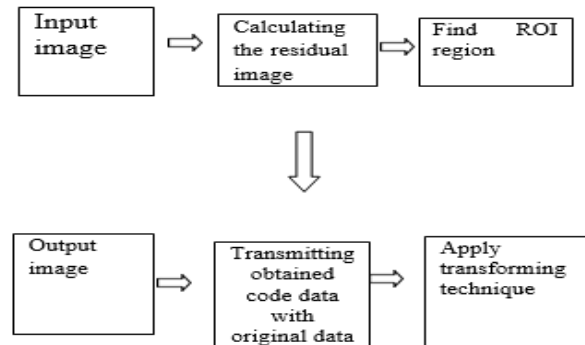 Input
image
Calculating
the residual
image
Find ROI
region
Output
image
Transmitting
obtained
code data
with
original data
Apply
transforming
technique